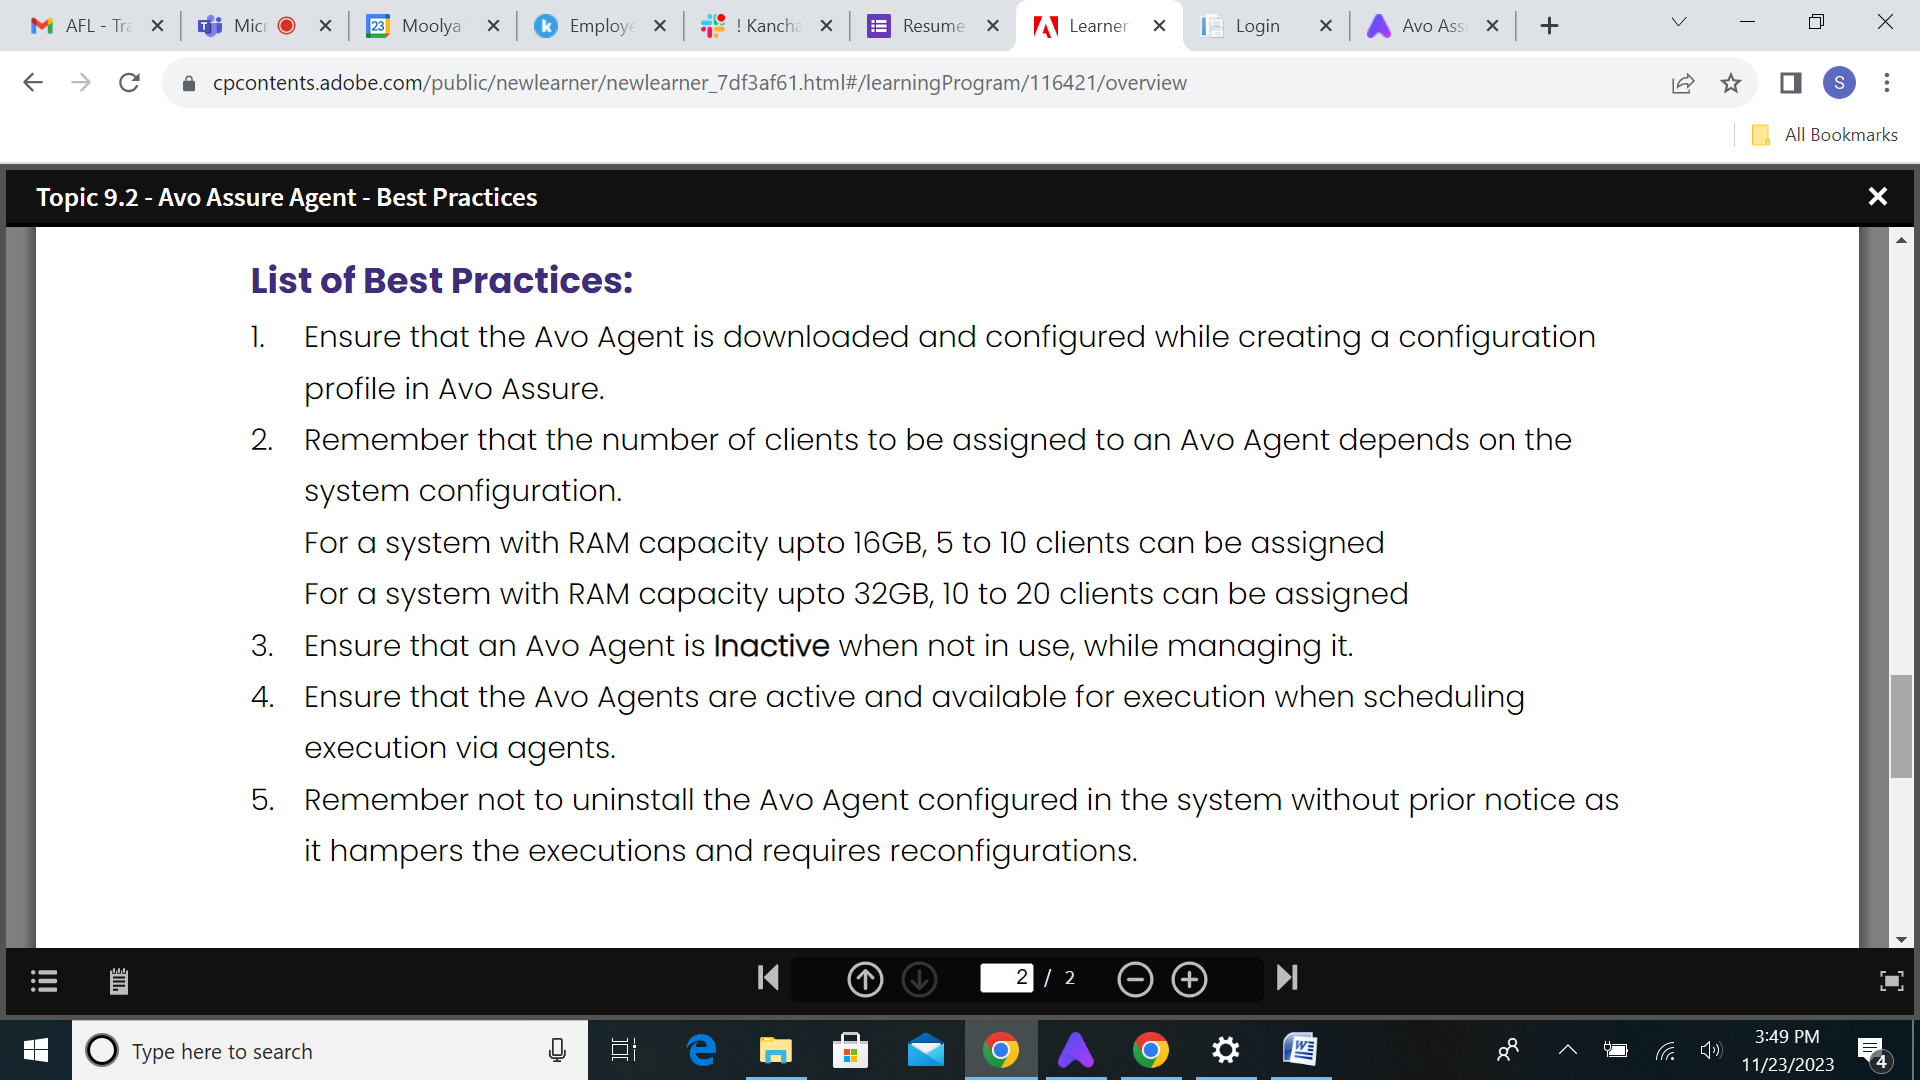 AFL - Tra
Micr
23
Moolya
Employe
! Kancha
Resume
Learner
Login
Avo Ass
cpcontents.adobe.com/public/newlearner/newlearner_7df3af61.html#/learningProgram/116421/overview
S
All Bookmarks
Topic 9.2 - Avo Assure Agent - Best Practices
List of Best Practices:
1. Ensure that the Avo Agent is downloaded and configured while creating a configuration
profile in Avo Assure.
2. Remember that the number of clients to be assigned to an Avo Agent depends on the
system configuration.
For a system with RAM capacity upto 16GB, 5 to 10 clients can be assigned
For a system with RAM capacity upto 32GB, 10 to 20 clients can be assigned
3. Ensure that an Avo Agent is Inactive when not in use, while managing it.
4. Ensure that the Avo Agents are active and available for execution when scheduling
execution via agents.
5. Remember not to uninstall the Avo Agent configured in the system without prior notice as
it hampers the executions and requires reconfigurations.
2 / 2
Type here to search
3:49 PM
11/23/2023
4